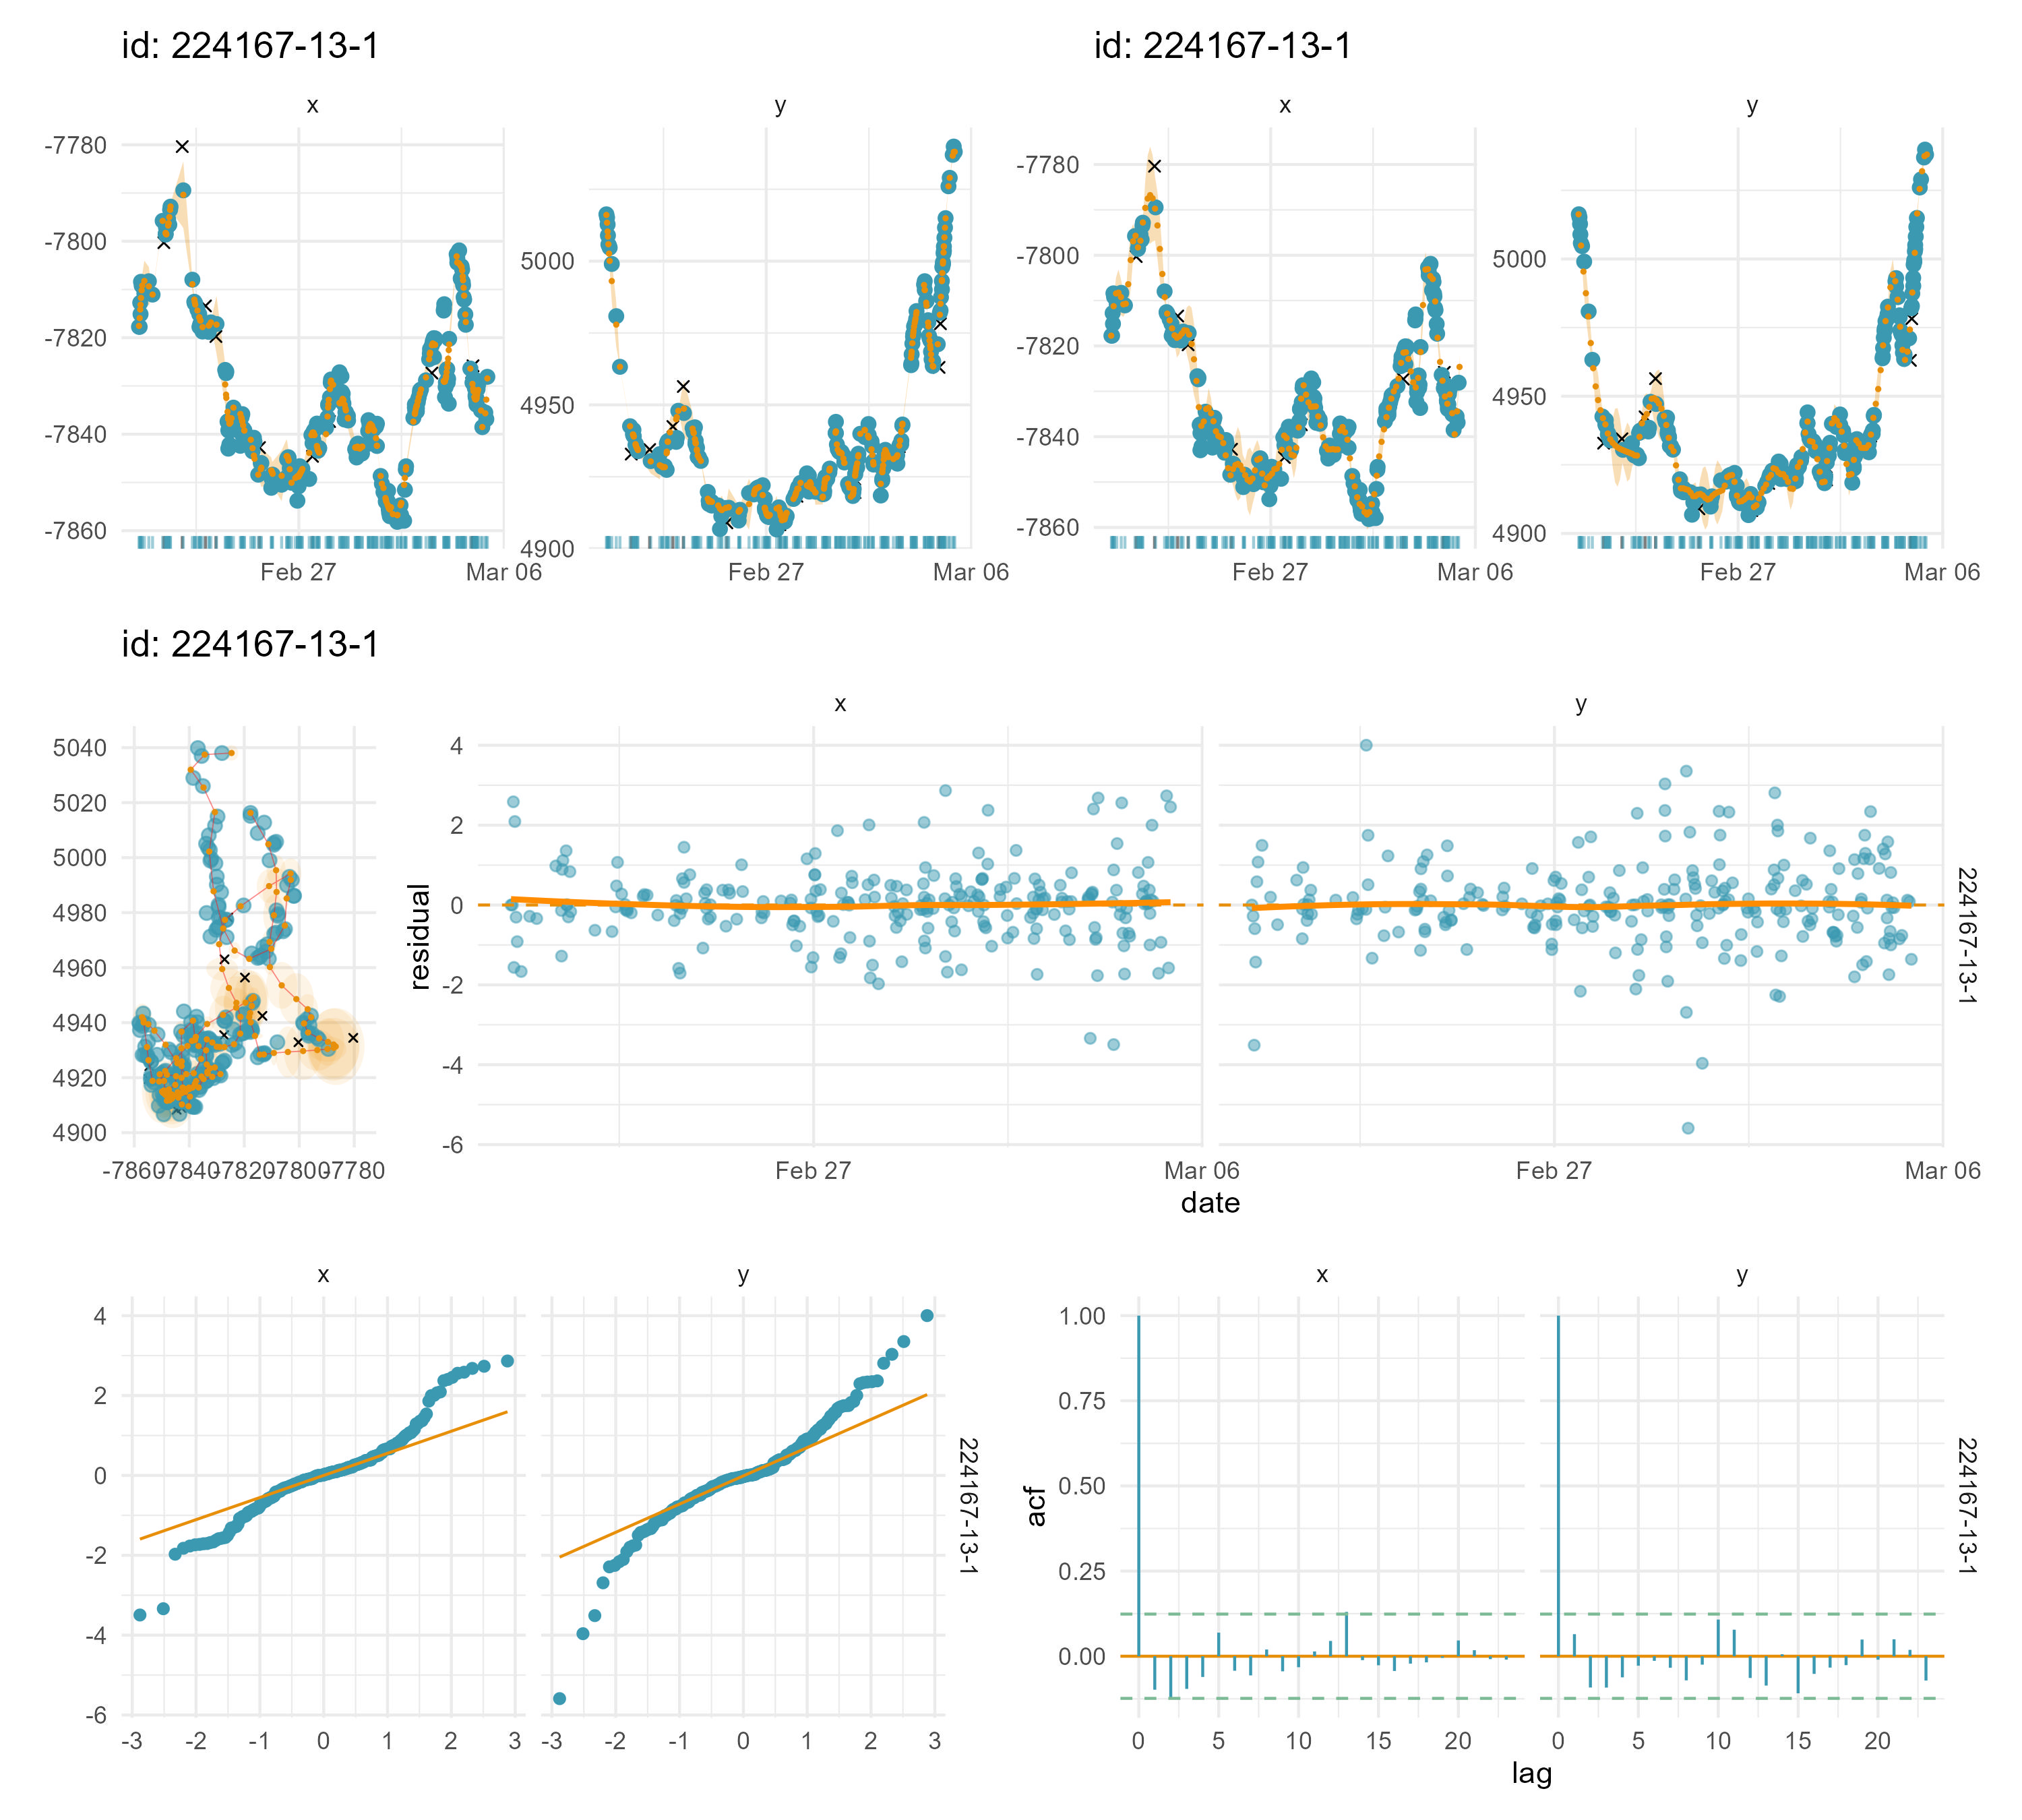 id: 224167-13-1
id: 224167-13-1
x
y
x
y
-7780
-7800
-7820
-7840
-7860
5000
4950
4900
-7780
-7800
-7820
-7840
-7860
5000
4950
4900
Feb 27
Mar 06
Feb 27
Mar 06
Feb 27
Mar 06
Feb 27
Mar 06
id: 224167-13-1
x
y
5040
5020
5000
4980
4960
4940
4920
4900
-7860
-7840
-7820
-7800
-7780
residual
4
2
0
-2
-4
-6
224167-13-1
Feb 27
Mar 06
Feb 27
Mar 06
date
x
y
x
y
4
2
0
-2
-4
-6
224167-13-1
-3
-2
-1
0
1
2
3
-3
-2
-1
0
1
2
3
acf
1.00
0.75
0.50
0.25
0.00
224167-13-1
0
5
10
15
20
0
5
10
15
20
lag